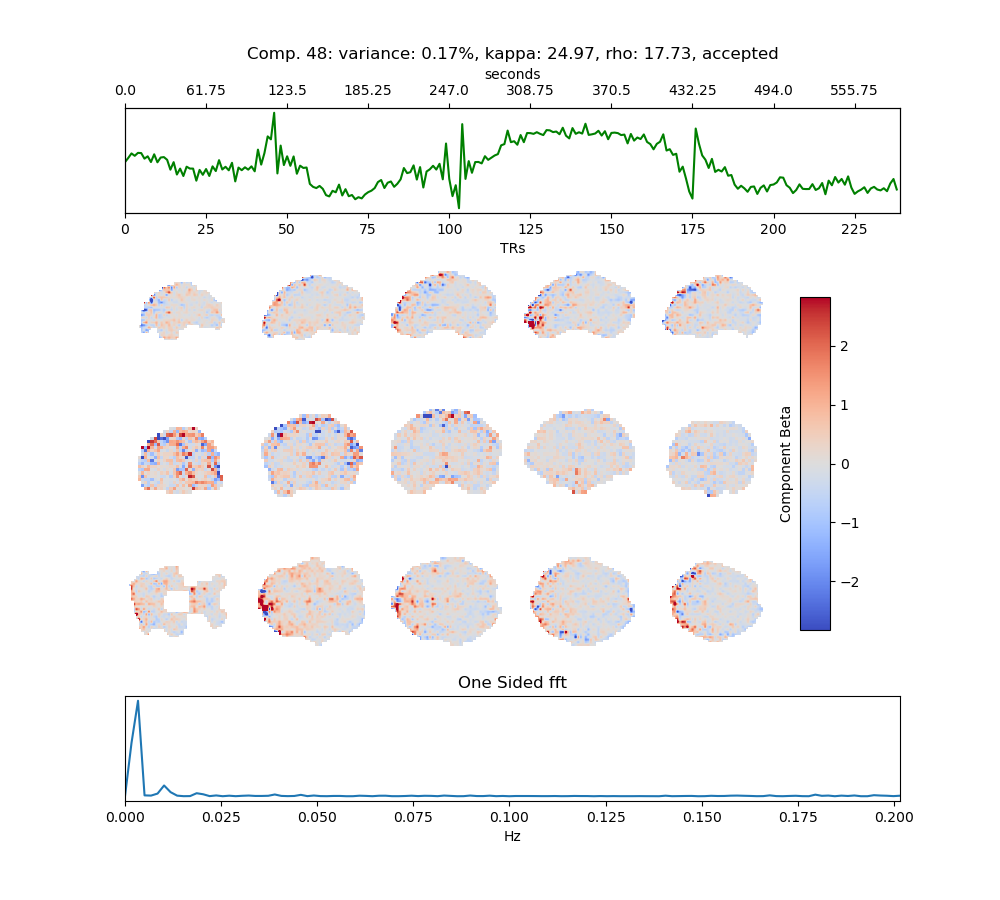 Comp. 48: variance: 0.17%, kappa: 24.97, rho: 17.73, accepted
seconds
0.0 61.75 123.5 185.25 247.0 308.75 370.5 432.25 494.0 555.75
0 25 50 75 100 125 150 175 200 225
TRs
2
1
0
−1
−2
Component Beta
One Sided fft
0.000 0.025 0.050 0.075 0.100 0.125 0.150 0.175 0.200
Hz